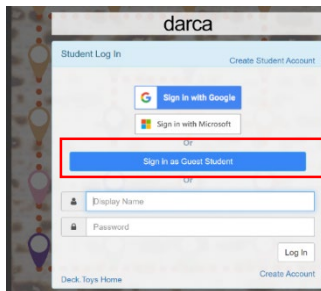 darca
Student Log In
Create Student Account
Sign in with Google
Sign in with Microsoft
Or
Sign in as Guest Student
Or
Display Name
Password
Log In
Deck.Toys Home
Create Account